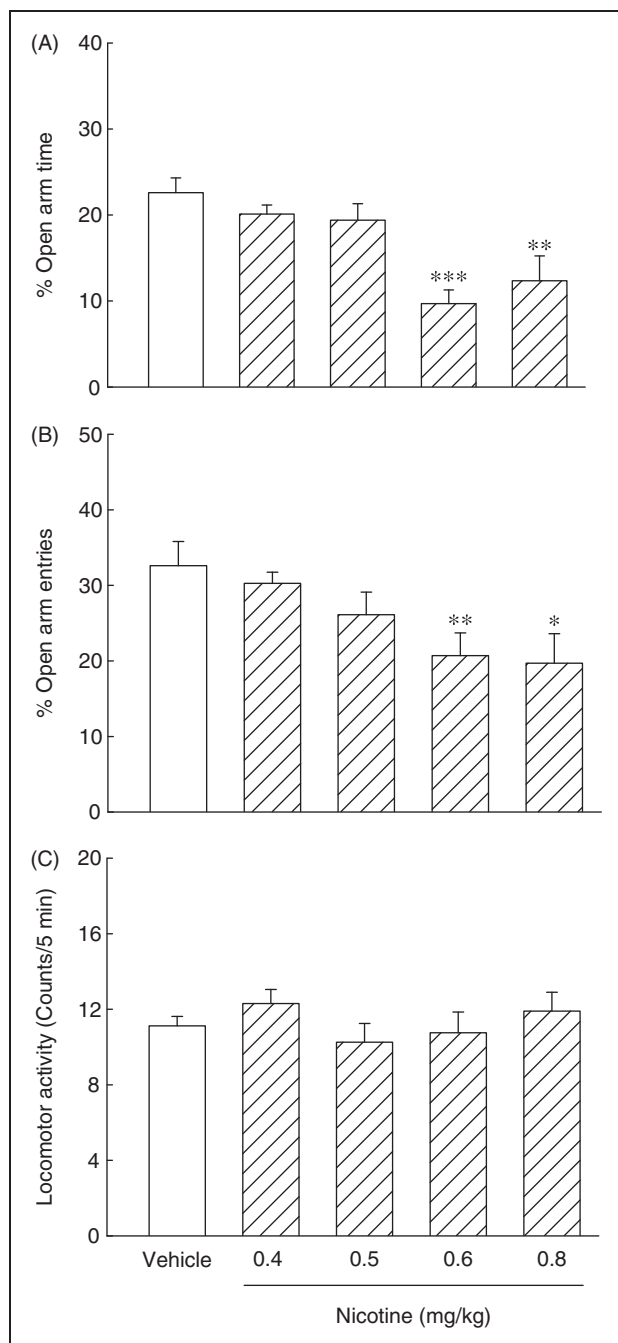 (A)
% Open arm time
40
30
20
10
0
***
**
(B)
% Open arm entries
50
40
30
20
10
0
**
*
(C)
Locomotor activity (Counts/5 min)
20
16
12
8
4
0
Vehicle 0.4 0.5 0.6 0.8
Nicotine (mg/kg)